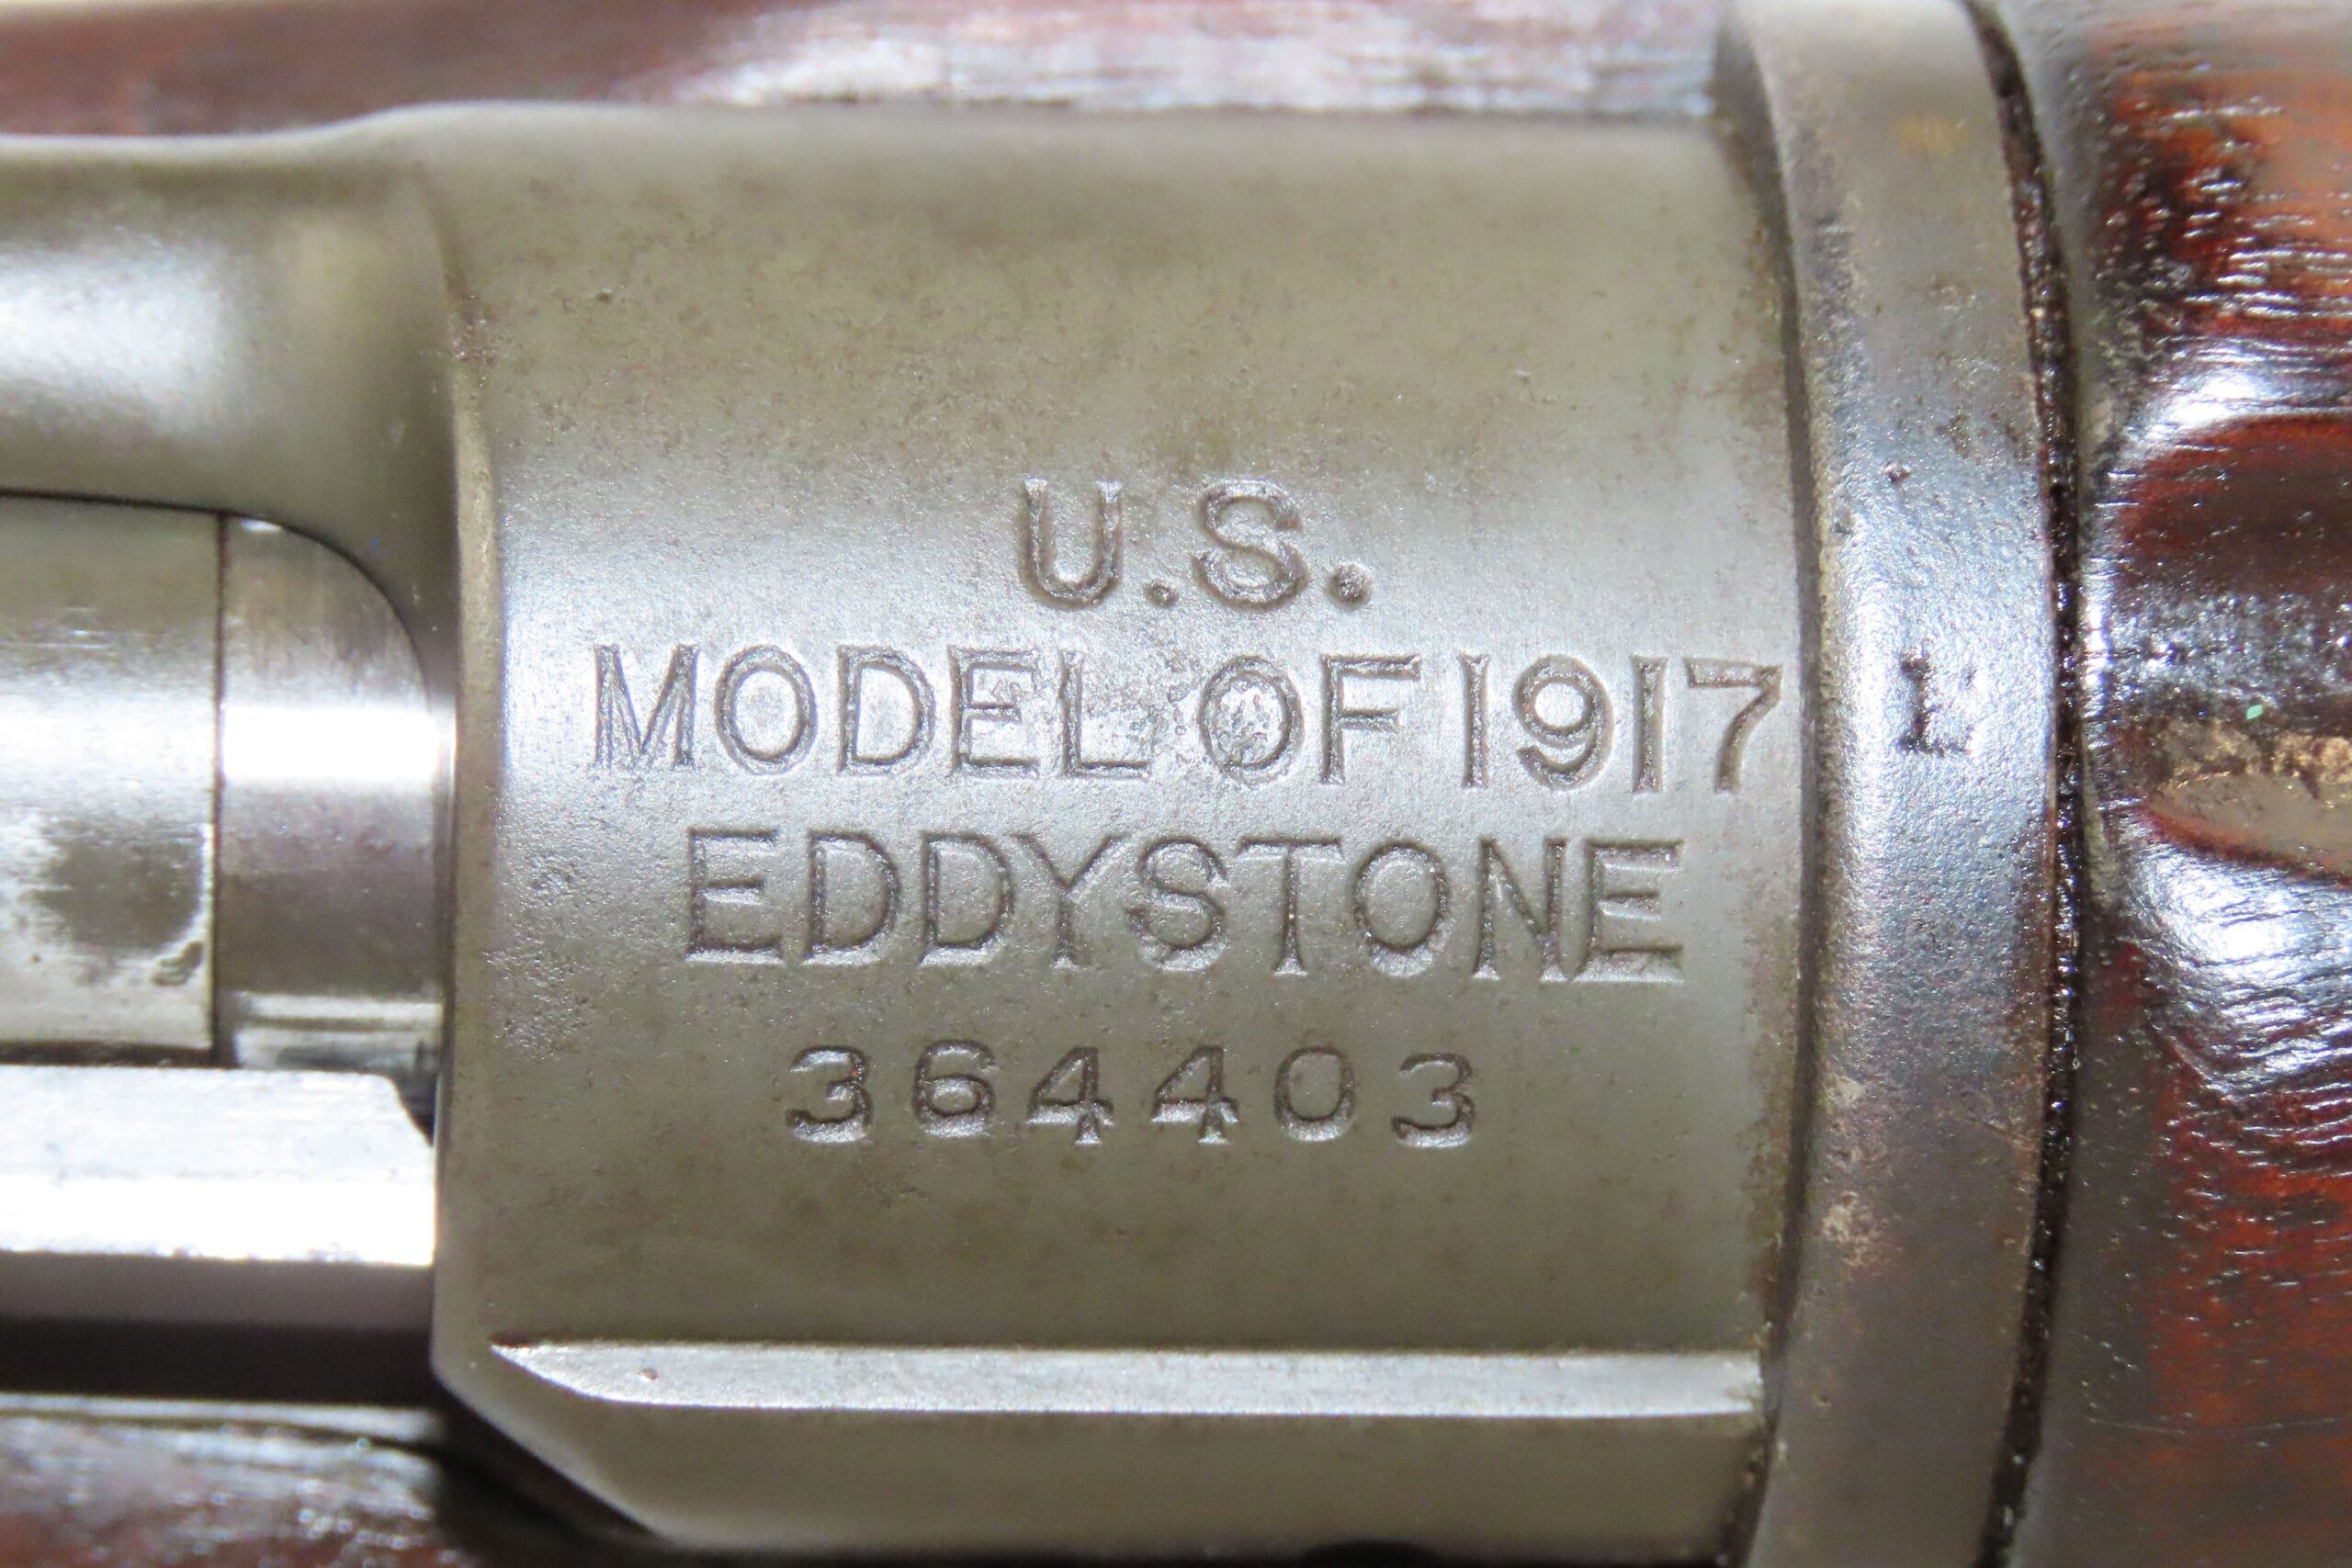 U.S.
MODEL OF 1917
EDDYSTONE
364403